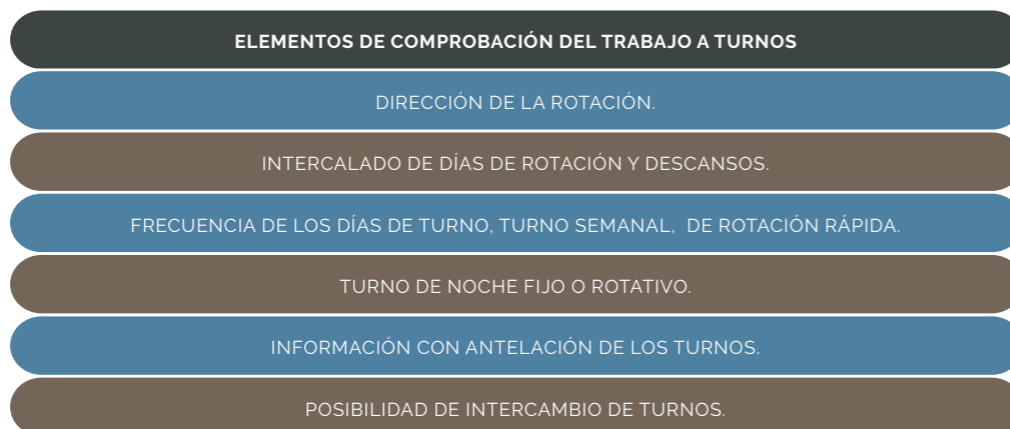 ELEMENTOS DE COMPROBACIÓN DEL TRABAJO A TURNOS
DIRECCIÓN DE LA ROTACIÓN.
INTERCALADO DE DÍAS DE ROTACIÓN Y DESCANSOS.
FRECUENCIA DE LOS DÍAS DE TURNO, TURNO SEMANAL, DE ROTACIÓN RÁPIDA.
TURNO DE NOCHE FIJO O ROTATIVO.
INFORMACIÓN CON ANTELACIÓN DE LOS TURNOS.
POSIBILIDAD DE INTERCAMBIO DE TURNOS.